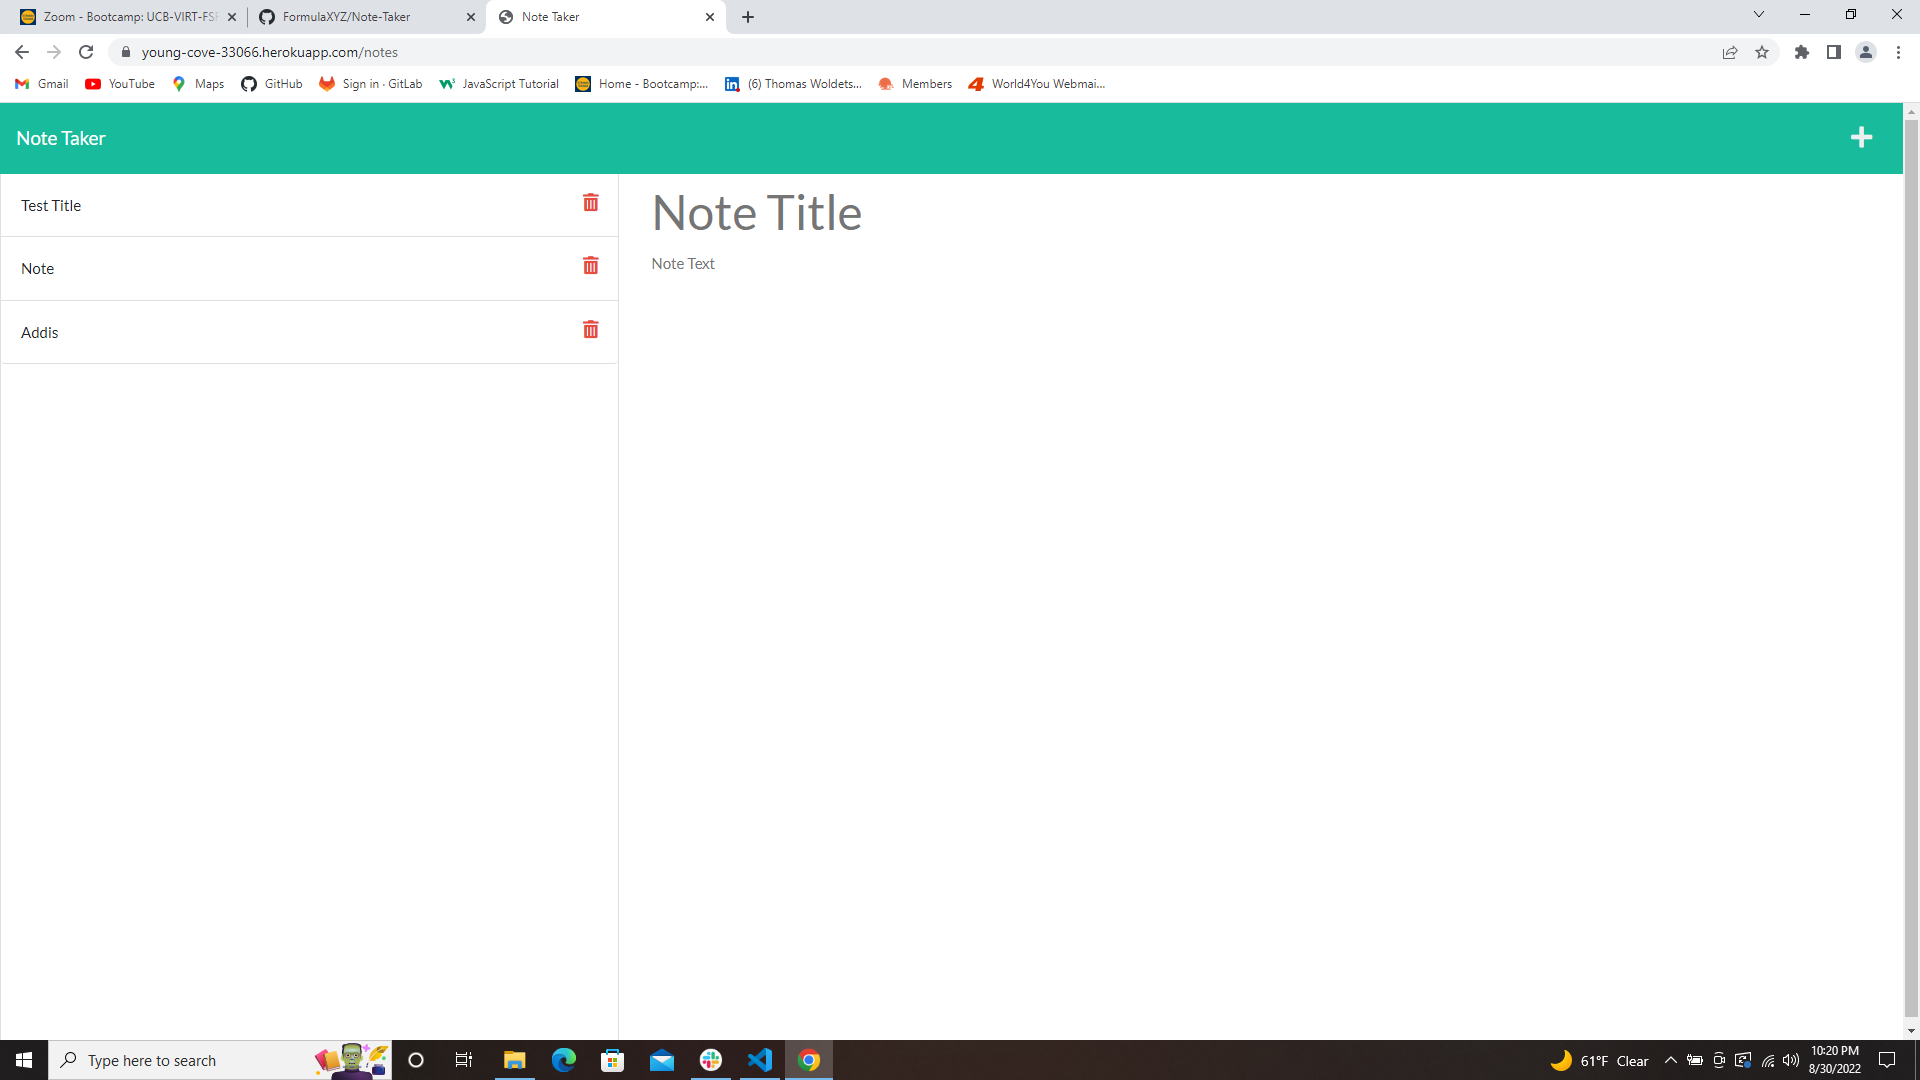 Zoom - Bootcamp: UCB-VIRT-FSF
FormulaXYZ/Note-Taker
Note Taker
young-cove-33066.herokuapp.com/notes
Gmail
YouTube
Maps
GitHub
Sign in · GitLab
JavaScript Tutorial
Home - Bootcamp:...
(6) Thomas Woldets...
Members
World4You Webmai...
Note Taker
Test Title
Note
Addis
Note Title
Note Text
Type here to search
61°F Clear
10:20 PM
8/30/2022